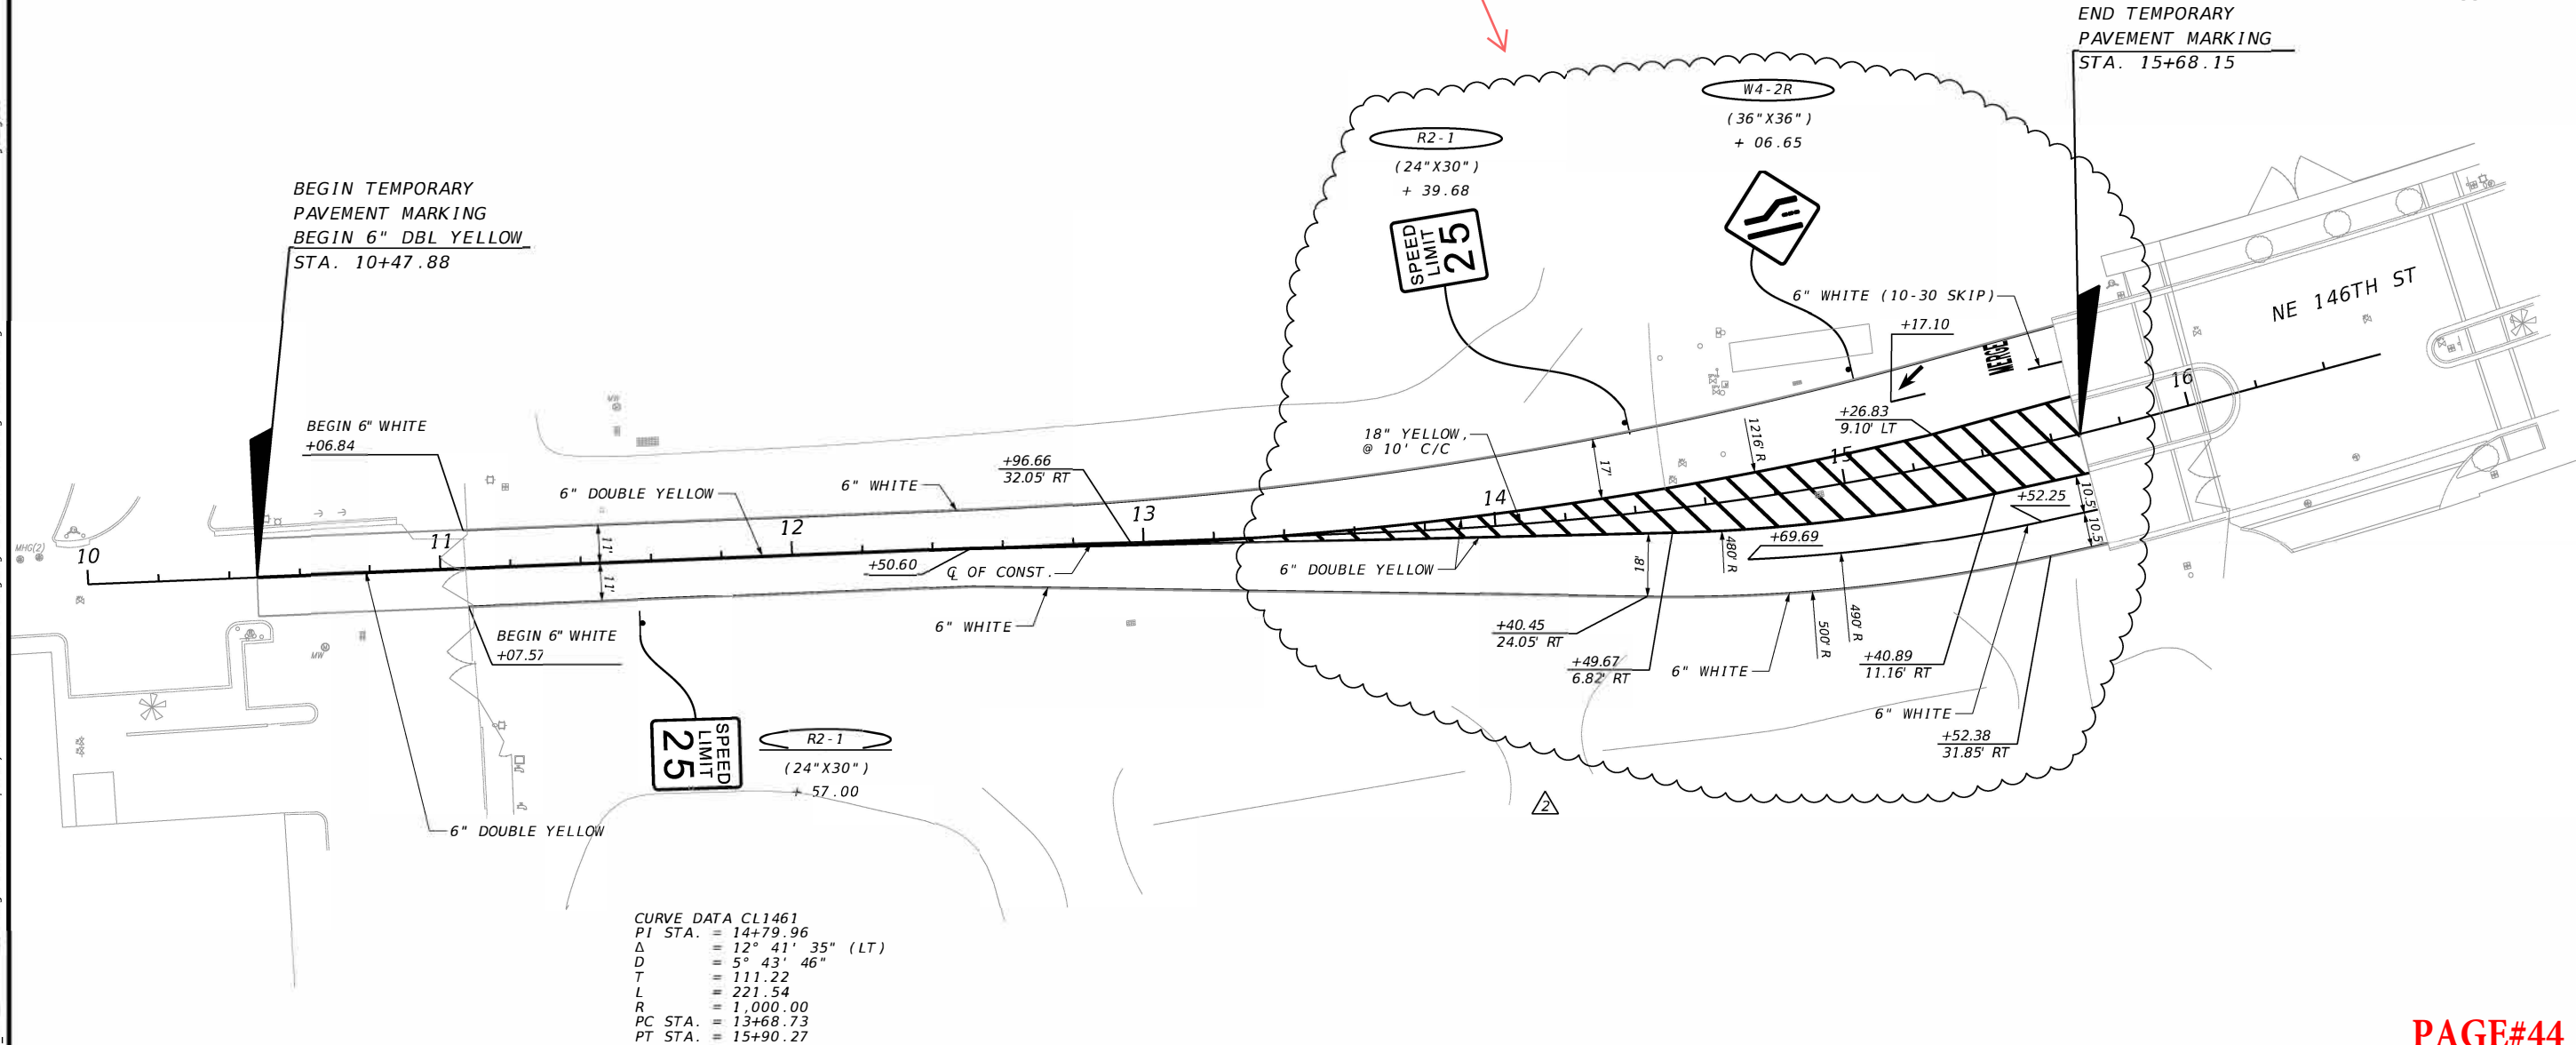 END TEMPORARY
PAVEMENT MARKING
STA. 15+68.15
W4-2R
(36"X36")
+ 06.65
R2-1
(24"X30")
+ 39.68
SPEED
LIMIT
25
BEGIN TEMPORARY
PAVEMENT MARKING
BEGIN 6" DBL YELLOW
STA. 10+47.88
6" WHITE (10-30 SKIP)
+17.10
NE 146TH ST
MERGE
16
MW
BEGIN 6" WHITE
+06.84
+26.83
9.10' LT
18" YELLOW,
@ 10' C/C
1216' R
17'
15
+96.66
32.05' RT
6" DOUBLE YELLOW
6" WHITE
14
13
12
11
10
MHG(2)
11'
11'
+50.60
℄ OF CONST.
6" DOUBLE YELLOW
18'
480' R
+69.69
+52.25
10.5'
10.5'
6" WHITE
BEGIN 6" WHITE
+07.57
MW
+40.45
24.05' RT
+49.67
6.82' RT
6" WHITE
500' R
490' R
+40.89
11.16' RT
6" WHITE
+52.38
31.85' RT
SPEED
LIMIT
25
R2-1
(24"X30")
+ 57.00
6" DOUBLE YELLOW
2
CURVE DATA CL1461
PI STA. = 14+79.96
Δ = 12° 41' 35" (LT)
D = 5° 43' 46"
T = 111.22
L = 221.54
R = 1,000.00
PC STA. = 13+68.73
PT STA. = 15+90.27
PAGE#44